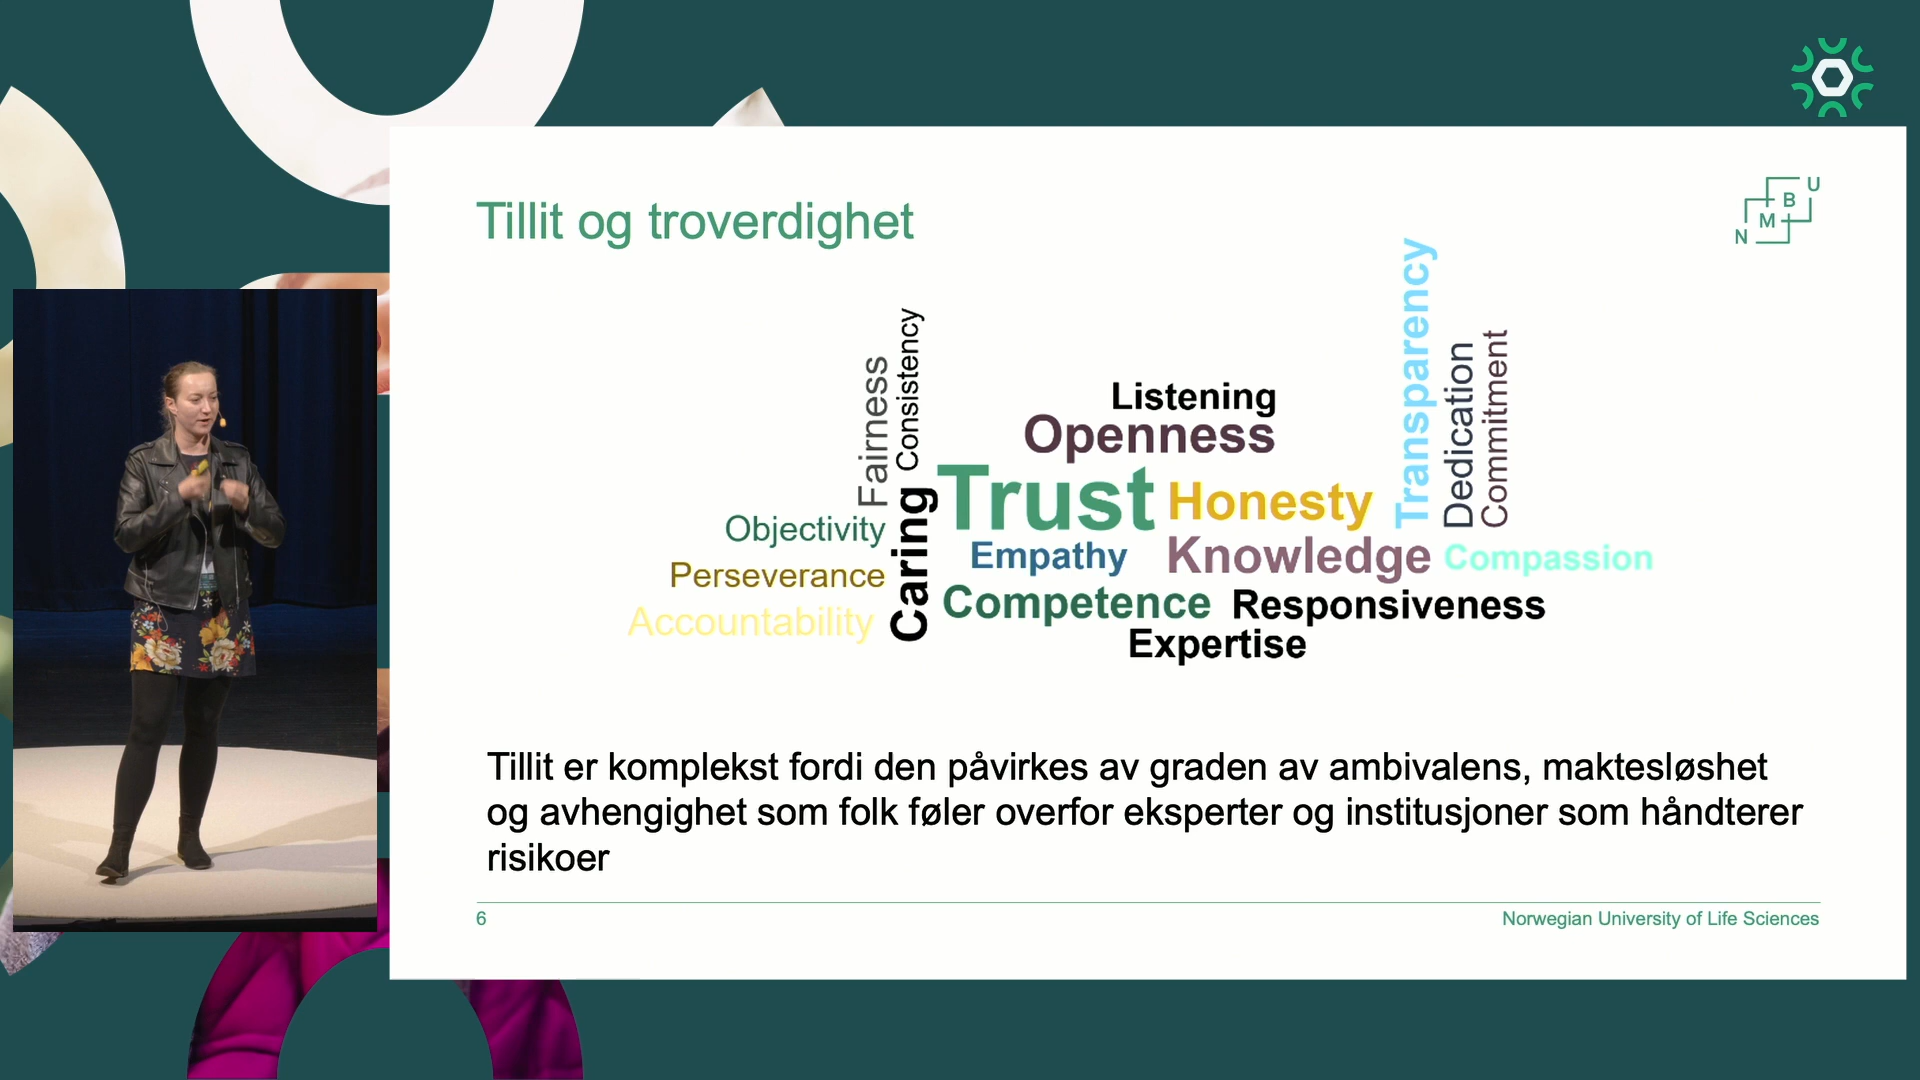 Tillit og troverdighet
N M B U
Transparency
Consistency
Fairness
Dedication
Commitment
Listening
Openness
Trust
Honesty
Objectivity
Caring
Empathy
Knowledge
Compassion
Perseverance
Competence
Responsiveness
Accountability
Expertise
Tillit er komplekst fordi den påvirkes av graden av ambivalens, maktesløshet
og avhengighet som folk føler overfor eksperter og institusjoner som håndterer
risikoer
6
Norwegian University of Life Sciences